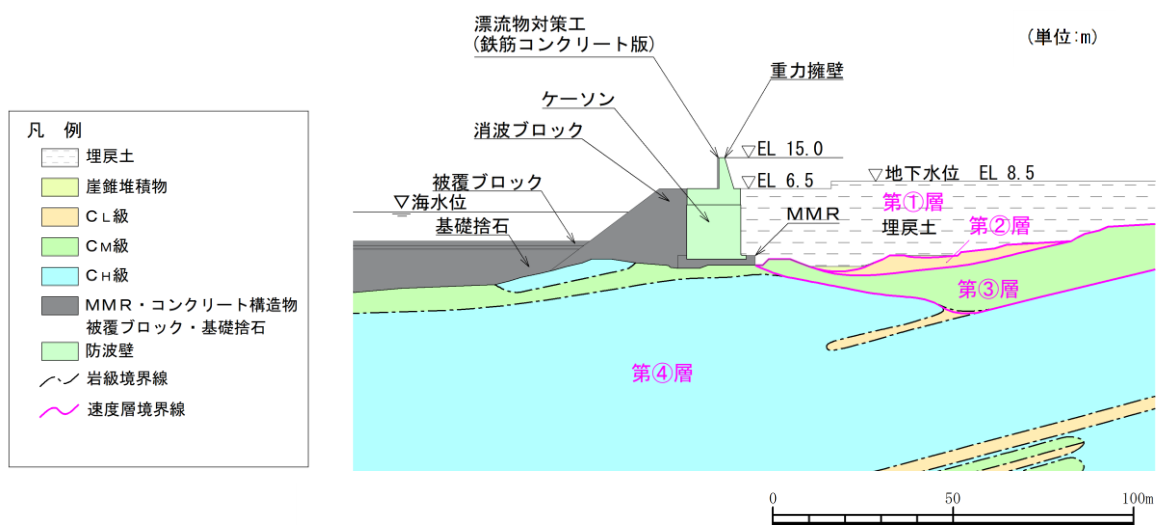 漂流物対策工
(鉄筋コンクリート版)
(単位:m)
重力擁壁
ケーソン
消波ブロック
▽EL 15.0
▽地下水位 EL 8.5
被覆ブロック
▽EL 6.5
▽海水位
基礎捨石
MMR
第①層
埋戻土
第②層
第③層
第④層
凡 例
埋戻土
崖錐堆積物
CL級
CM級
CH級
MMR・コンクリート構造物
被覆ブロック・基礎捨石
防波壁
岩級境界線
速度層境界線
0 50 100m